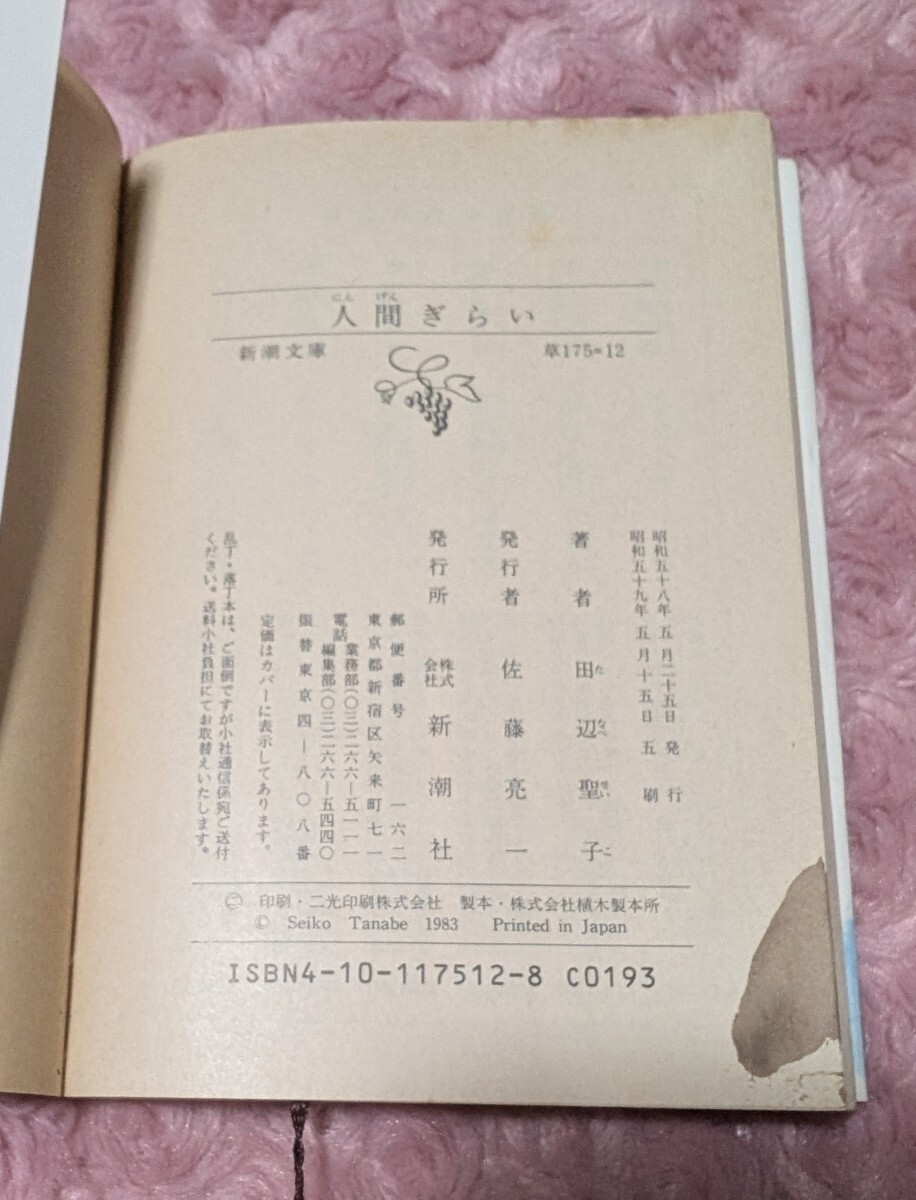 にん げん
人間ぎらい
新潮文庫 草175=12
昭和五十八年 五月二十五日 発行
昭和五十九年 五月十五日 五刷
著者 田辺聖子
た なべ せい こ
発行者 佐藤亮一
発行所 株式会社 新潮社
郵便番号 一六二
東京都新宿区矢来町七一
電話 業務部(〇三)二六六―五一一一
編集部(〇三)二六六―五四四〇
振替東京四―八〇八番
定価はカバーに表示してあります。
乱丁・落丁本は、ご面倒ですが小社通信係宛ご送付
ください。送料小社負担にてお取替えいたします。
印刷・二光印刷株式会社 製本・株式会社植木製本所
© Seiko Tanabe 1983 Printed in Japan
ISBN4-10-117512-8 C0193